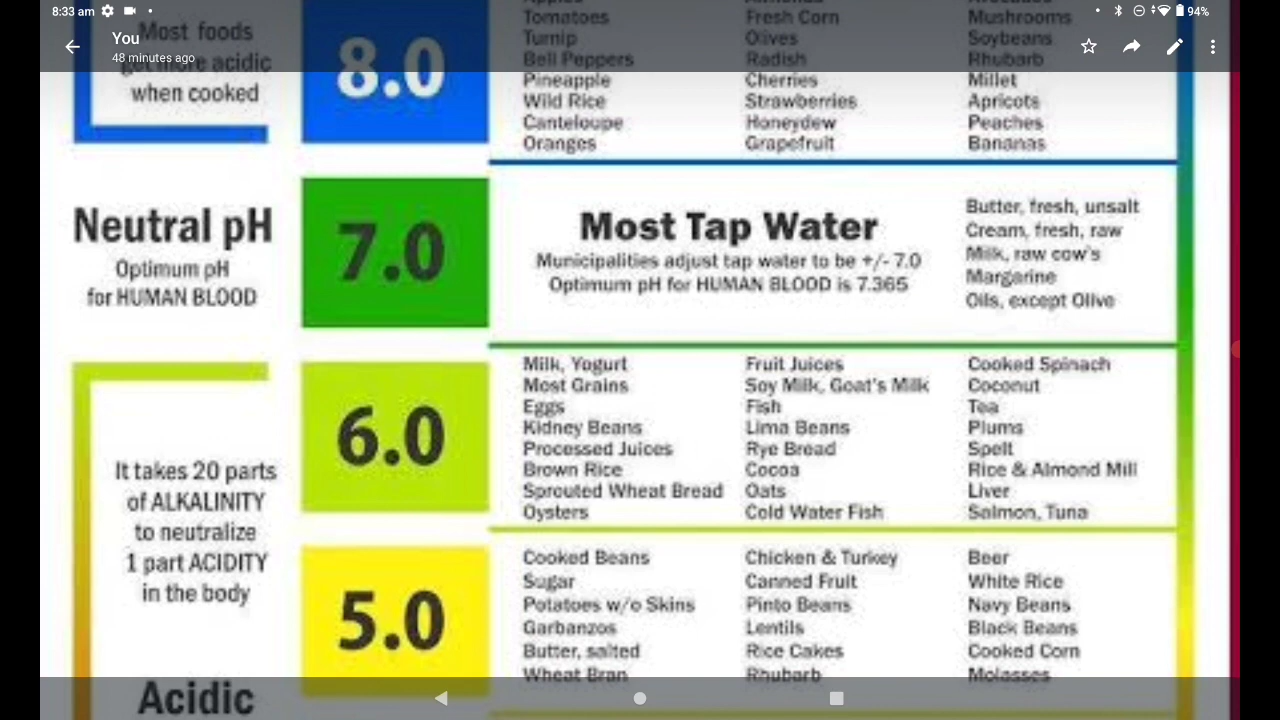 8:33 am
94%
You
48 minutes ago
Most foods
get more acidic
when cooked
8.0
Apples
Tomatoes
Turnip
Bell Peppers
Pineapple
Wild Rice
Canteloupe
Oranges
Almonds
Fresh Corn
Olives
Radish
Cherries
Strawberries
Honeydew
Grapefruit
Avocados
Mushrooms
Soybeans
Rhubarb
Millet
Apricots
Peaches
Bananas
Neutral pH
Optimum pH
for HUMAN BLOOD
7.0
Most Tap Water
Municipalities adjust tap water to be +/- 7.0
Optimum pH for HUMAN BLOOD is 7.365
Butter, fresh, unsalt
Cream, fresh, raw
Milk, raw cow's
Margarine
Oils, except Olive
It takes 20 parts
of ALKALINITY
to neutralize
1 part ACIDITY
in the body
6.0
Milk, Yogurt
Most Grains
Eggs
Kidney Beans
Processed Juices
Brown Rice
Sprouted Wheat Bread
Oysters
Fruit Juices
Soy Milk, Goat's Milk
Fish
Lima Beans
Rye Bread
Cocoa
Oats
Cold Water Fish
Cooked Spinach
Coconut
Tea
Plums
Spelt
Rice & Almond Mill
Liver
Salmon, Tuna
5.0
Cooked Beans
Sugar
Potatoes w/o Skins
Garbanzos
Butter, salted
Wheat Bran
Chicken & Turkey
Canned Fruit
Pinto Beans
Lentils
Rice Cakes
Rhubarb
Beer
White Rice
Navy Beans
Black Beans
Cooked Corn
Molasses
Acidic